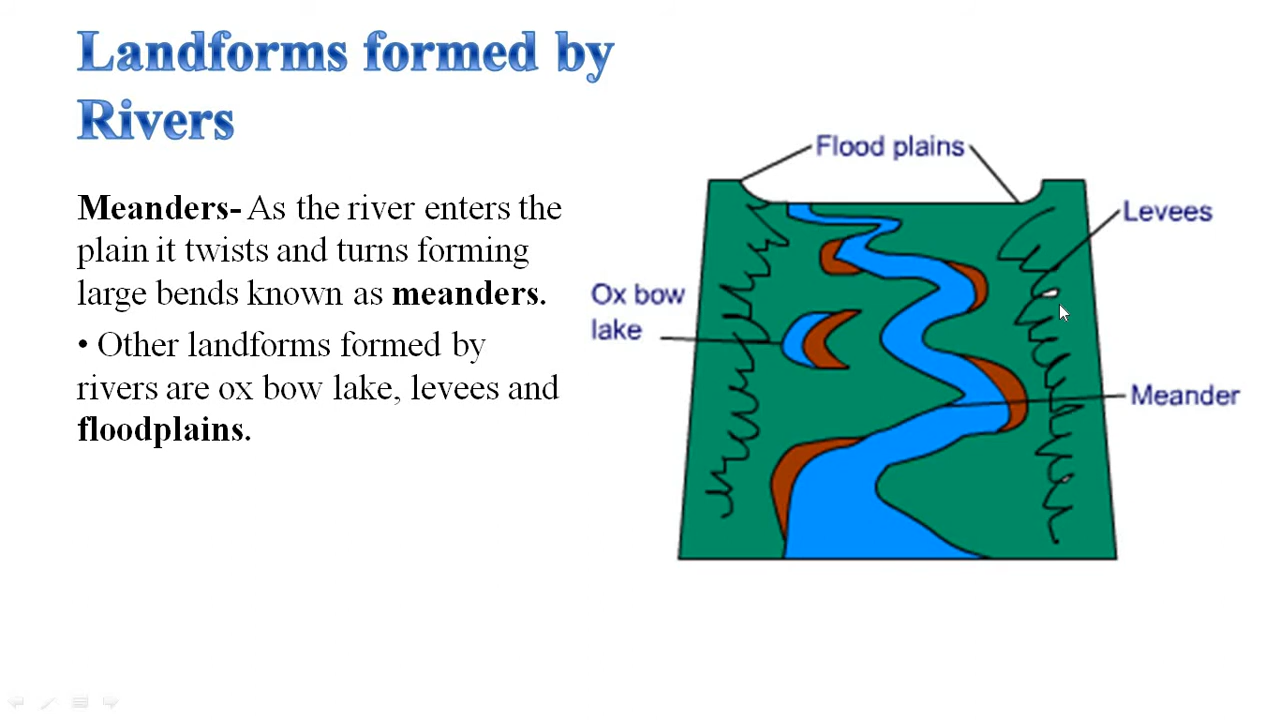 Landforms formed by
Rivers
Meanders- As the river enters the
plain it twists and turns forming
large bends known as meanders.
• Other landforms formed by
rivers are ox bow lake, levees and
floodplains.
Flood plains
Levees
Ox bow
lake
Meander